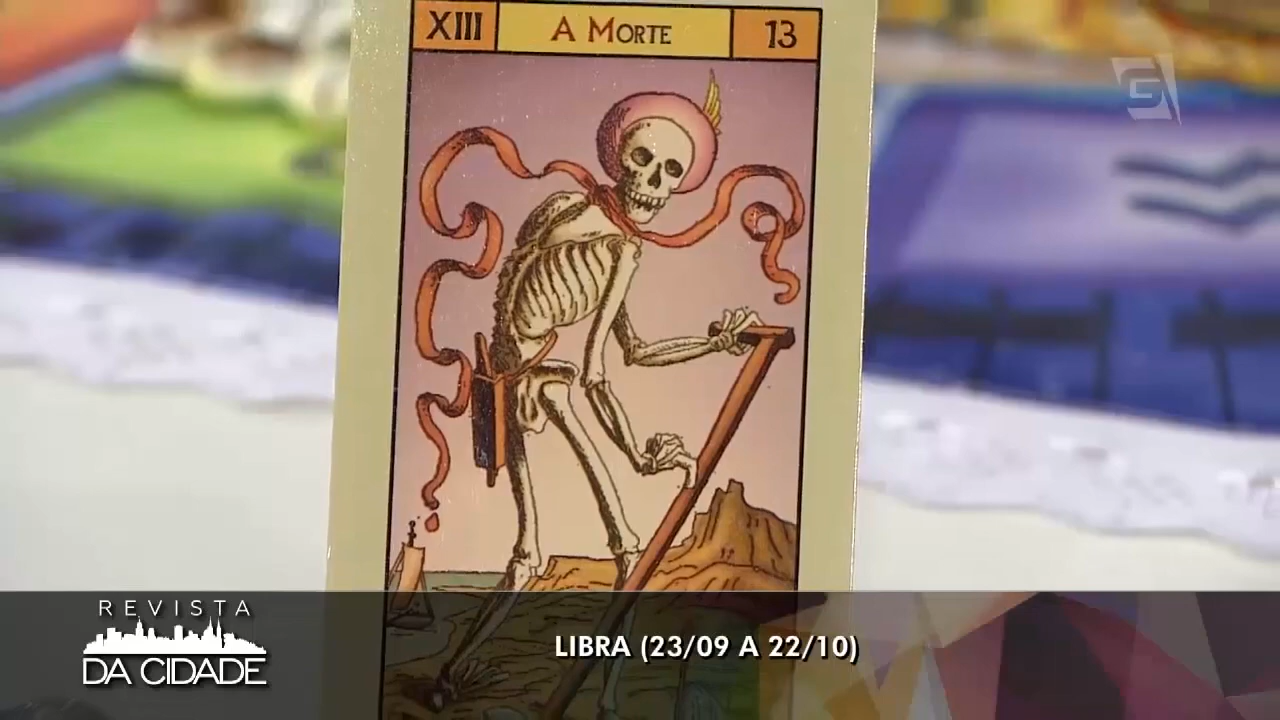 XIII A MORTE 13
G
REVISTA
DA CIDADE
LIBRA (23/09 A 22/10)